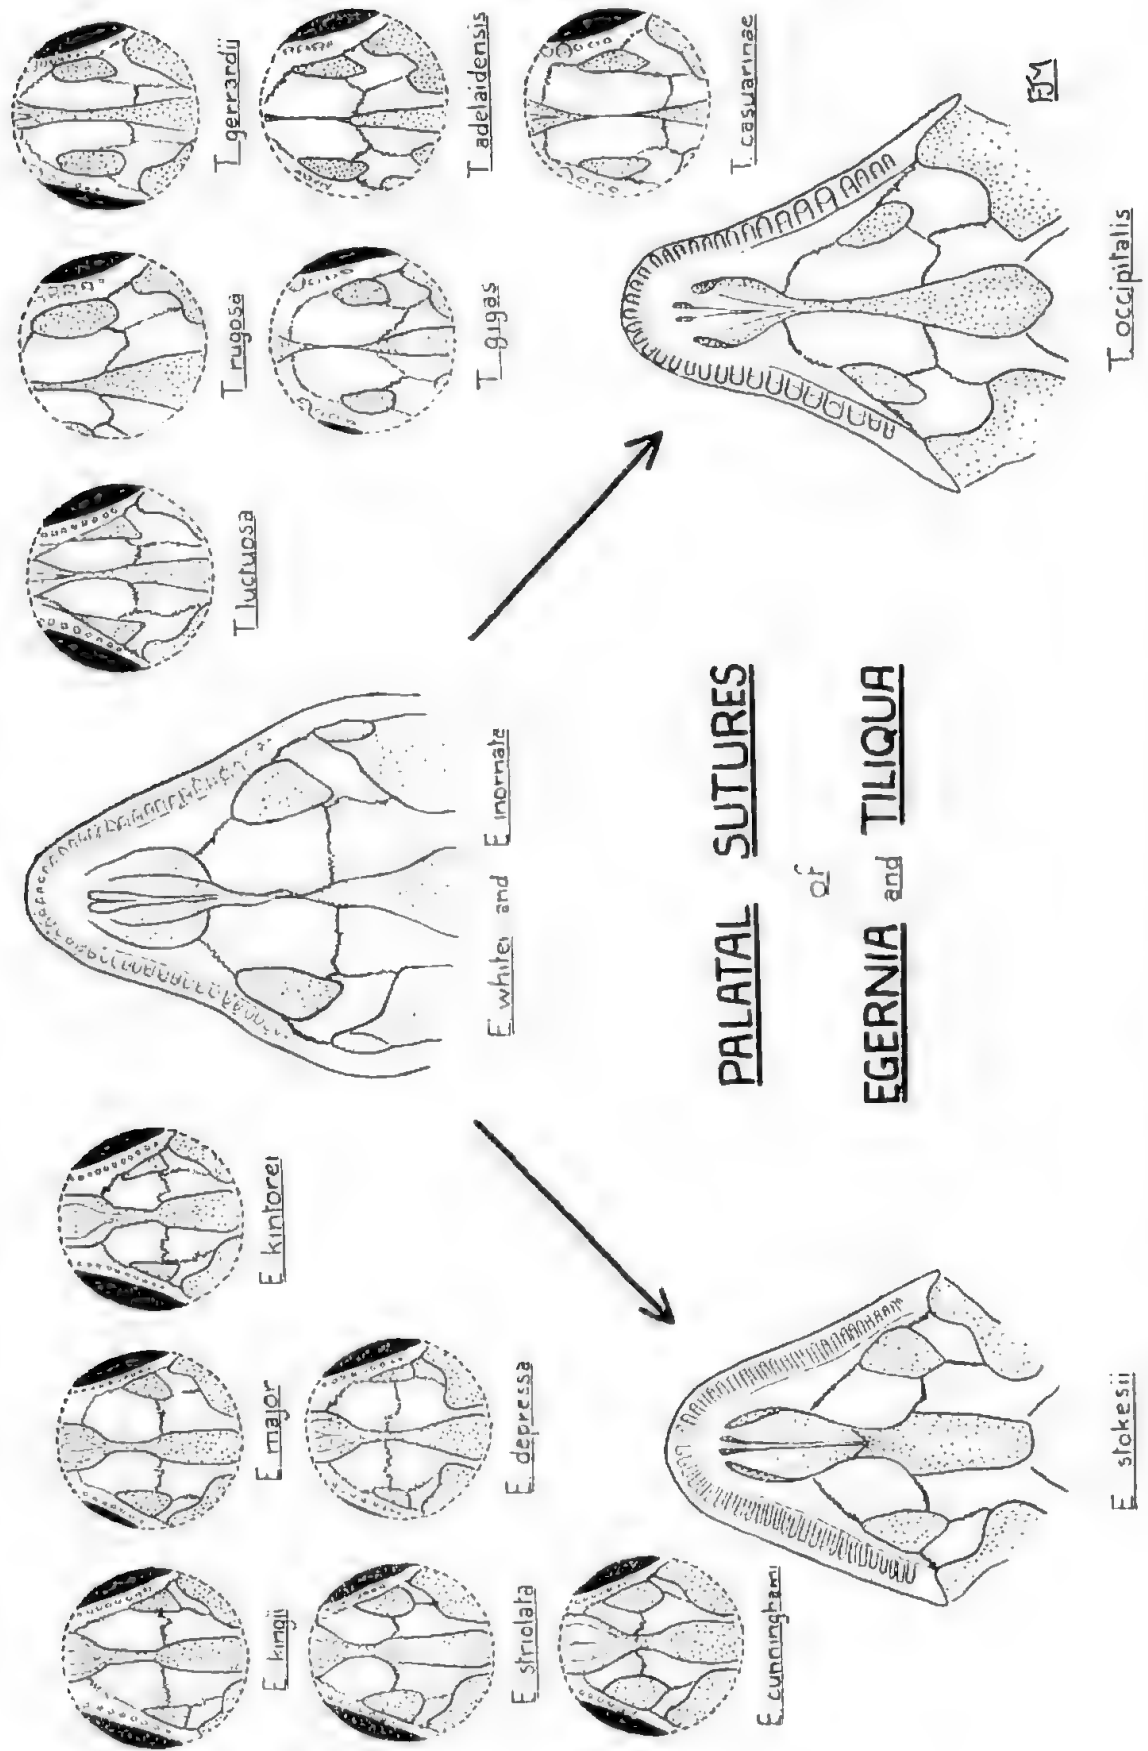 E kingii
E major
E kintorei
T luctuosa
T rugosa
T gerrardii
E striolata
E depressa
E whitei and E inornata
T gigas
T adelaidensis
E cunninghami
T casuarinae
PALATAL SUTURES
of
EGERNIA and TILIQUA
E stokesii
T occipitalis
FJM